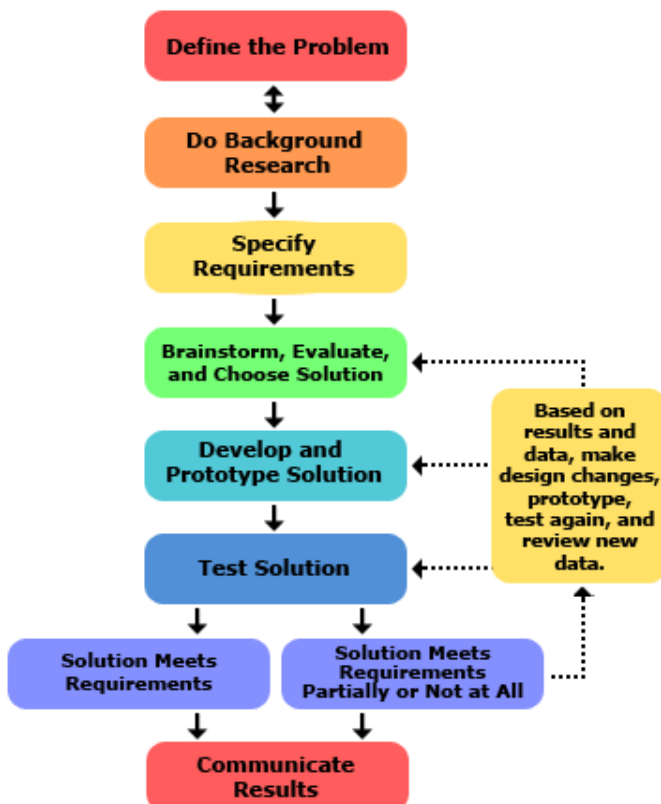 Define the Problem
Do Background
Research
Specify
Requirements
Brainstorm, Evaluate,
and Choose Solution
Develop and
Prototype Solution
Test Solution
Based on
results and
data, make
design changes,
prototype,
test again, and
review new
data.
Solution Meets
Requirements
Solution Meets
Requirements
Partially or Not at All
Communicate
Results